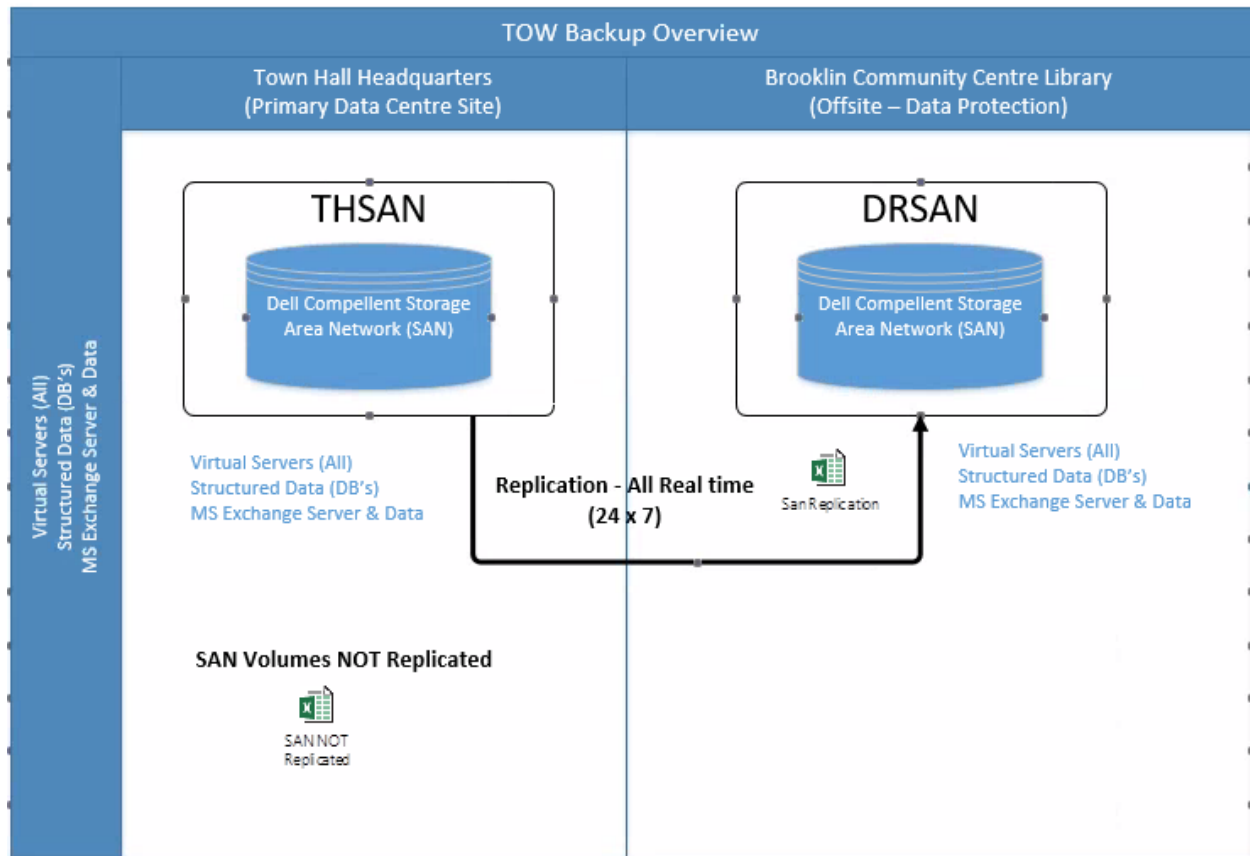 TOW Backup Overview
Town Hall Headquarters
(Primary Data Centre Site)
Brooklin Community Centre Library
(Offsite – Data Protection)
Virtual Servers (All)
Structured Data (DB's)
MS Exchange Server & Data
THSAN
Dell Compellent Storage
Area Network (SAN)
DRSAN
Dell Compellent Storage
Area Network (SAN)
Virtual Servers (All)
Structured Data (DB's)
MS Exchange Server & Data
Replication - All Real time
(24 x 7)
San Replication
Virtual Servers (All)
Structured Data (DB's)
MS Exchange Server & Data
SAN Volumes NOT Replicated
SAN NOT
Replicated